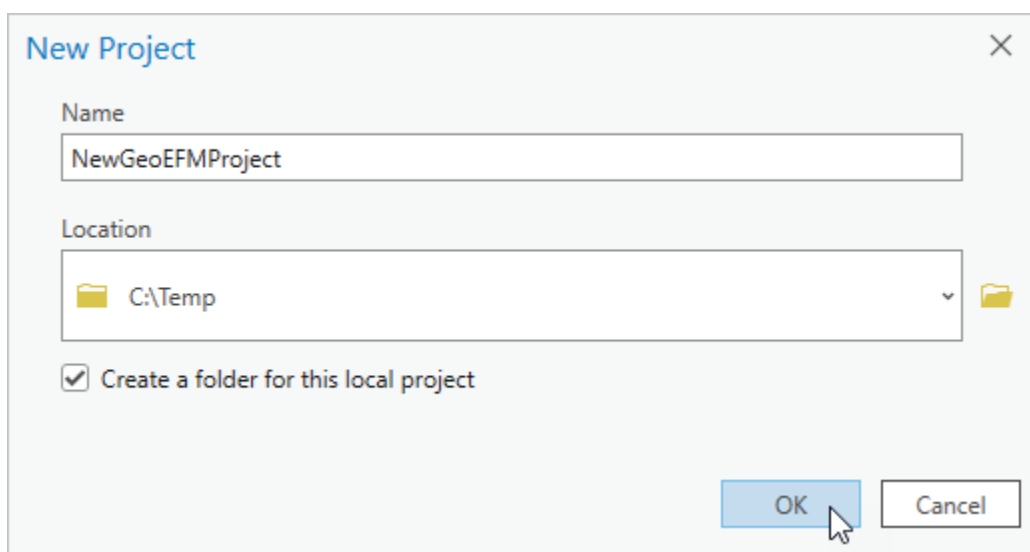 New Project
Name
NewGeoEFMProject
Location
C:\Temp
Create a folder for this local project
OK
Cancel